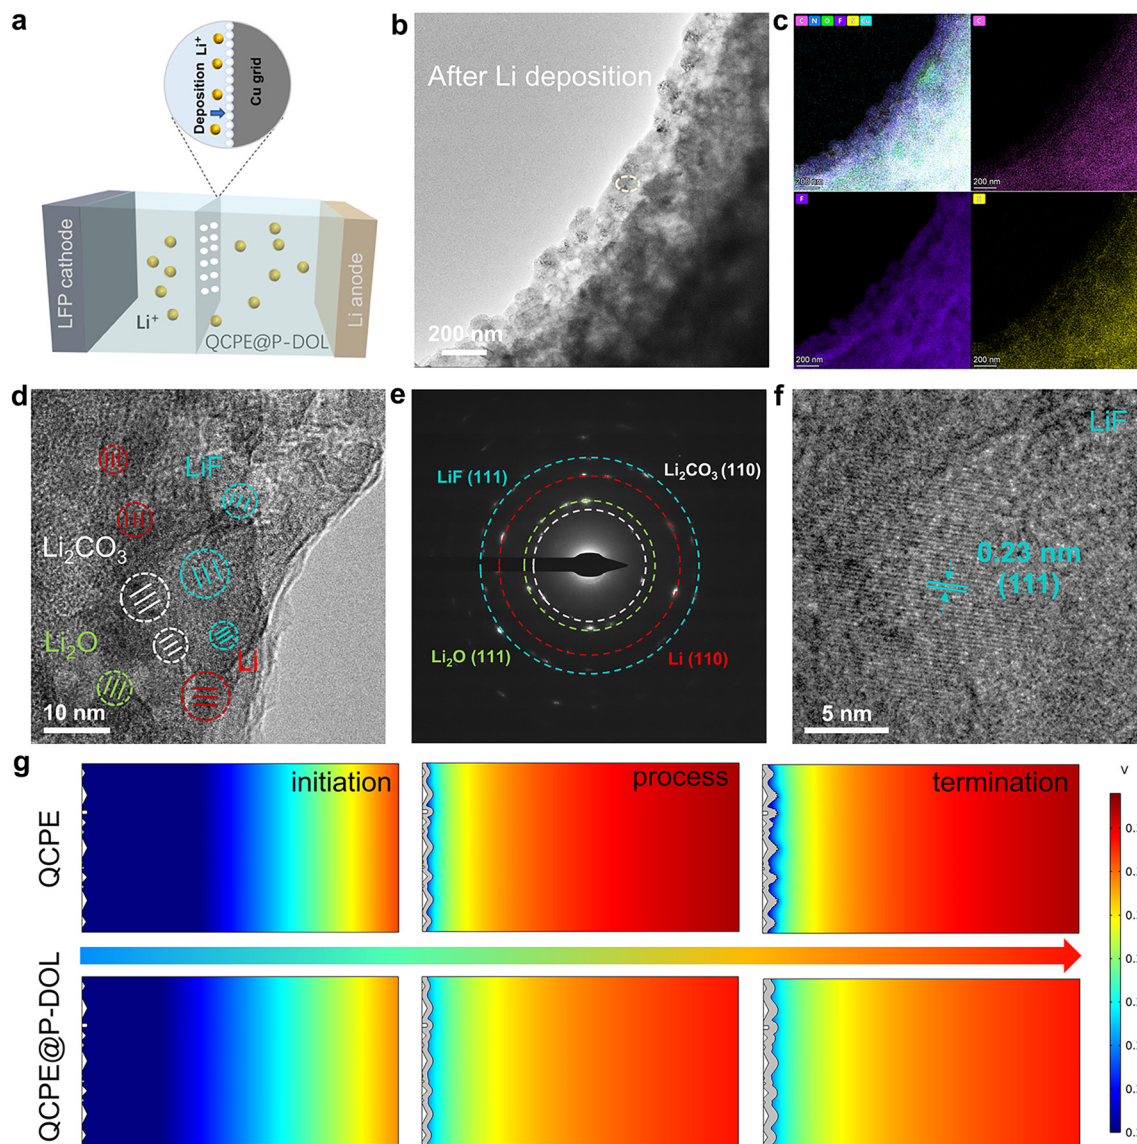 a
Deposition Li⁺
Cu grid
LFP cathode
Li⁺
QCPE@P-DOL
Li anode
b
After Li deposition
200 nm
c
C N O F S Cu
200 nm
C
200 nm
F
200 nm
S
200 nm
d
LiF
Li₂CO₃
Li₂O
Li
10 nm
e
LiF (111)
Li₂CO₃ (110)
Li₂O (111)
Li (110)
f
LiF
0.23 nm
(111)
5 nm
g
QCPE
initiation
process
termination
V
QCPE@P-DOL